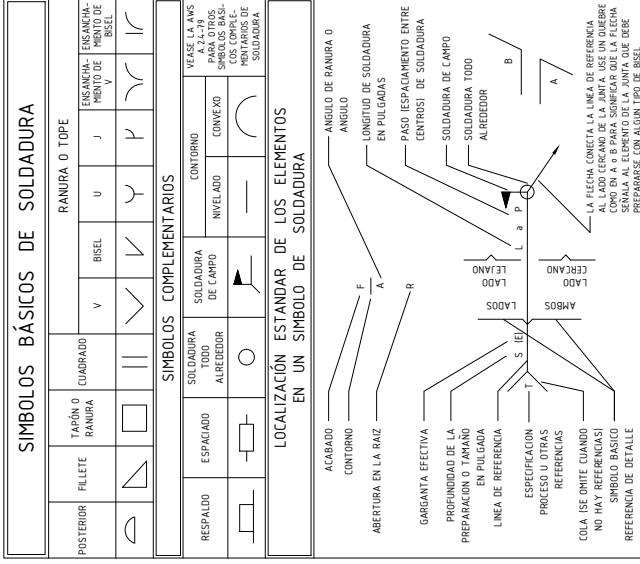 SIMBOLOS BÁSICOS DE SOLDADURA
POSTERIOR
FILLETE
TAPÓN O
RANURA
CUADRADO
RANURA O TOPE
V
BISEL
U
J
ENSANCHA-
MIENTO DE
V
ENSANCHA-
MIENTO DE
BISEL
SIMBOLOS COMPLEMENTARIOS
RESPALDO
ESPACIADO
SOLDADURA
TODO
ALREDEDOR
SOLDADURA
DE CAMPO
CONTORNO
NIVELADO
CONVEXO
VEASE LA AWS
A.2.4-79
PARA OTROS
SIMBOLOS BASI-
COS COMPLE-
MENTARIOS DE
SOLDADURA
LOCALIZACIÓN ESTANDAR DE LOS ELEMENTOS
EN UN SIMBOLO DE SOLDADURA
ACABADO
CONTORNO
ABERTURA EN LA RAIZ
GARGANTA EFECTIVA
PROFUNDIDAD DE LA
PREPARACION O TAMAÑO
EN PULGADA
LINEA DE REFERENCIA
ESPECIFICACION
PROCESO U OTRAS
REFERENCIAS
COLA (SE OMITE CUANDO
NO HAY REFERENCIAS)
SIMBOLO BASICO
REFERENCIA DE DETALLE
F
A
R
S (E)
T
LADOS
AMBOS
LADO
LEJANO
LADO
CERCANO
L a P
ANGULO DE RANURA O
ANGULO
LONGITUD DE SOLDADURA
EN PULGADAS
PASO (ESPACIAMIENTO ENTRE
CENTROS) DE SOLDADURA
SOLDADURA DE CAMPO
SOLDADURA TODO
ALREDEDOR
B
A
LA FLECHA CONECTA LA LINEA DE REFERENCIA
AL LADO CERCANO DE LA JUNTA. USE UN QUIEBRE
COMO EN A o B PARA SIGNIFICAR QUE LA FLECHA
SEÑALA AL ELEMENTO DE LA JUNTA QUE DEBE
PREPARARSE CON ALGUN TIPO DE BISEL